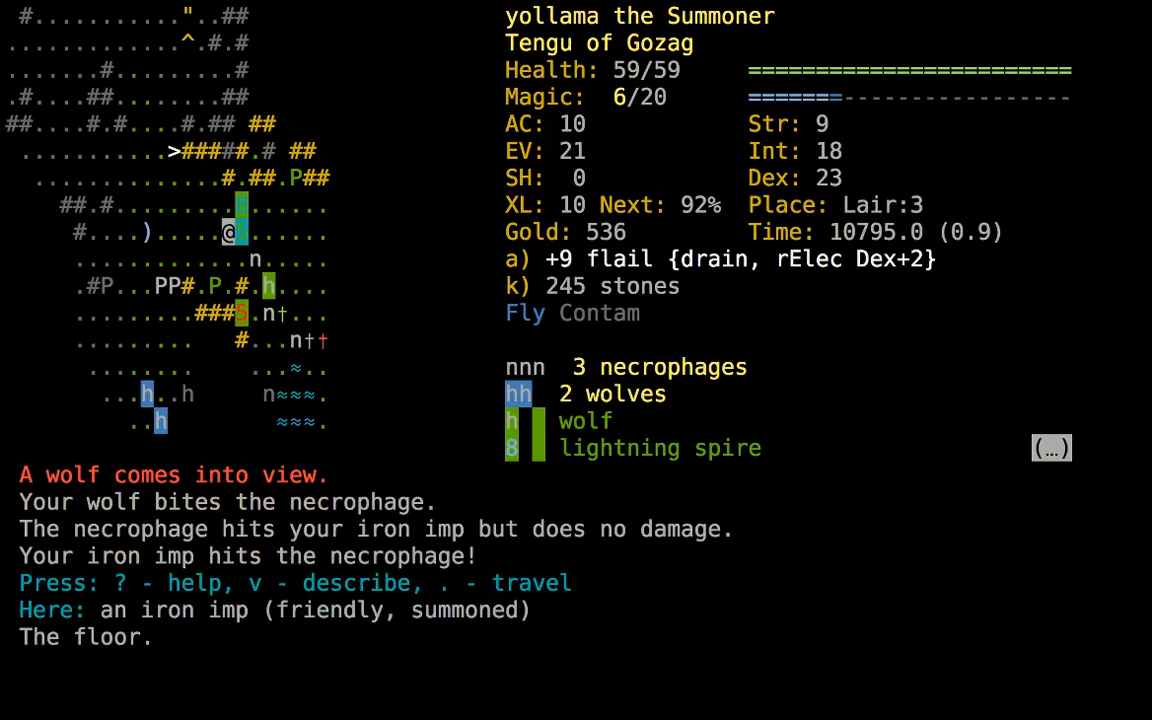 #............"..##        yollama the Summoner
.............^.#.#        Tengu of Gozag
.......#.........#        Health: 59/59    ========================
.#....##........##        Magic:  6/20     ======------------------
##....#.#....#.## ##      AC: 10           Str: 9
 ...........>#####.# ##   EV: 21           Int: 18
  ..............#.##.P##  SH:  0           Dex: 23
    ##.#.........S......  XL: 10 Next: 92% Place: Lair:3
     #....).....@S......  Gold: 536        Time: 10795.0 (0.9)
     .............n.....  a) +9 flail {drain, rElec Dex+2}
     .#P...PP#.P.#.h....  k) 245 stones
     .........###5.n†...  Fly Contam
     .........   #...n††
      ........    ...≈..  nnn  3 necrophages
       ...h..h     n≈≈≈.  hh 2 wolves
         ..h        ≈≈≈.  h   wolf
8   lightning spire (…)
A wolf comes into view.
Your wolf bites the necrophage.
The necrophage hits your iron imp but does no damage.
Your iron imp hits the necrophage!
Press: ? - help, v - describe, . - travel
Here: an iron imp (friendly, summoned)
The floor.